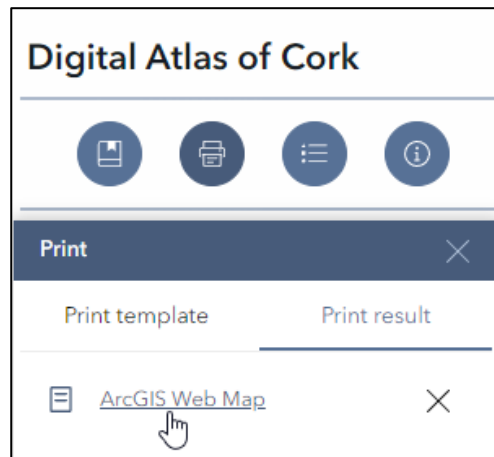 Digital Atlas of Cork
Print
Print template Print result
ArcGIS Web Map